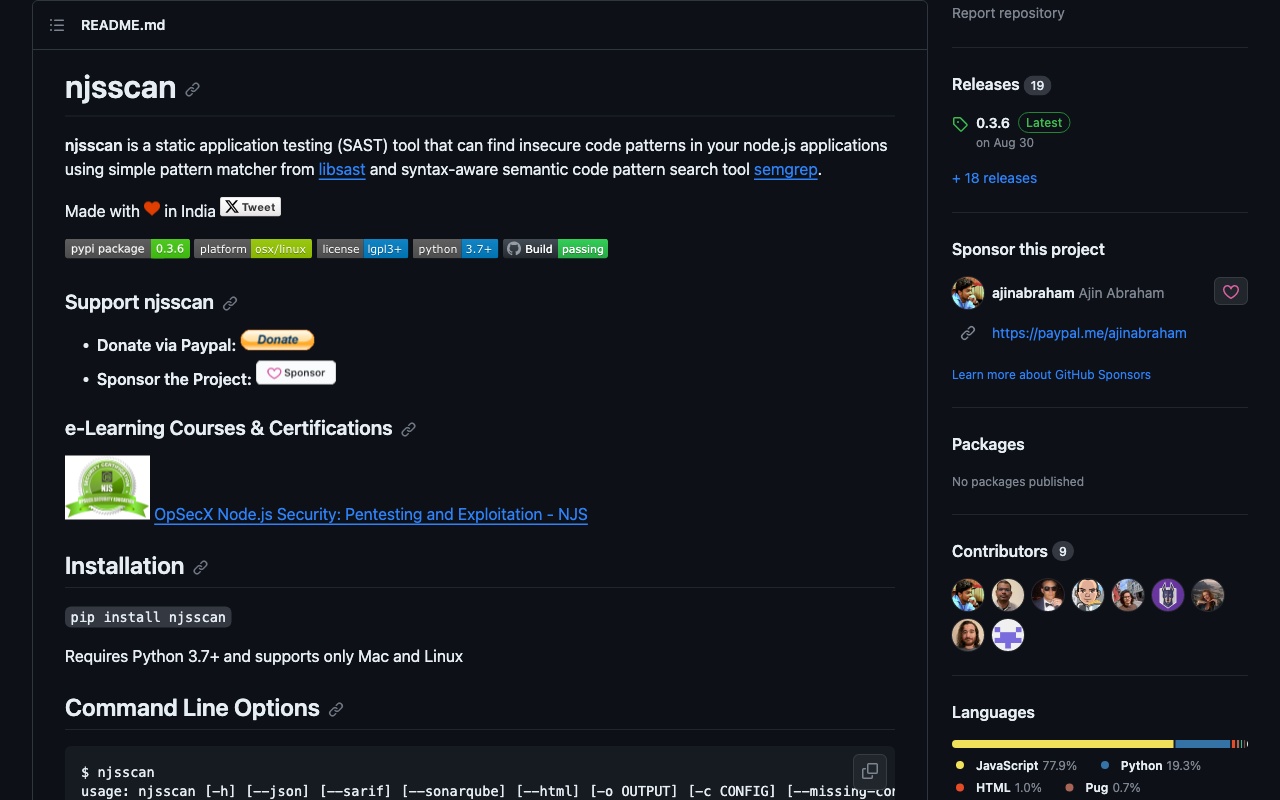 README.md
njsscan
njsscan is a static application testing (SAST) tool that can find insecure code patterns in your node.js applications
using simple pattern matcher from libsast and syntax-aware semantic code pattern search tool semgrep.
Made with in India Tweet
pypi package 0.3.6 platform osx/linux license lgpl3+ python 3.7+ Build passing
Support njsscan
• Donate via Paypal: Donate
• Sponsor the Project: Sponsor
e-Learning Courses & Certifications
NJS
OpSecX Node.js Security: Pentesting and Exploitation - NJS
Installation
pip install njsscan
Requires Python 3.7+ and supports only Mac and Linux
Command Line Options
$ njsscan
usage: njsscan [-h] [--json] [--sarif] [--sonarqube] [--html] [-o OUTPUT] [-c CONFIG] [--missing-con
Report repository
Releases 19
0.3.6 Latest
on Aug 30
+ 18 releases
Sponsor this project
ajinabraham Ajin Abraham
https://paypal.me/ajinabraham
Learn more about GitHub Sponsors
Packages
No packages published
Contributors 9
Languages
JavaScript 77.9% Python 19.3%
HTML 1.0% Pug 0.7%